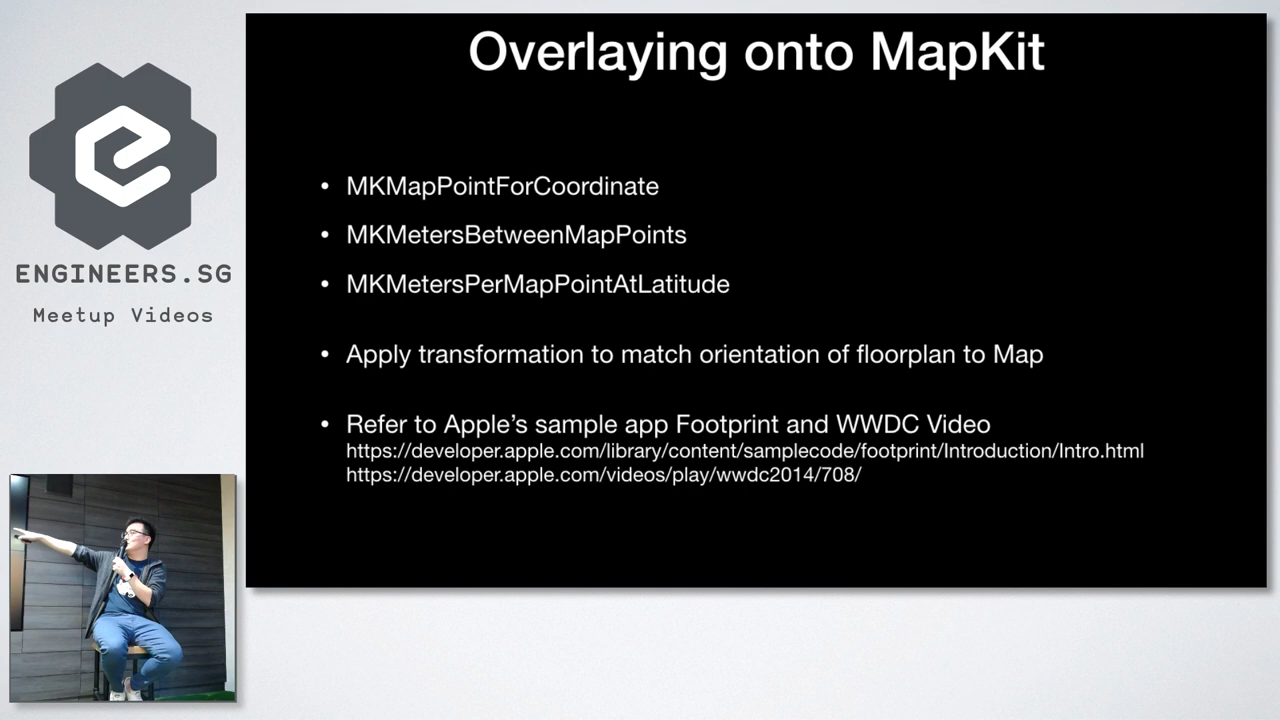 Overlaying onto MapKit
• MKMapPointForCoordinate
• MKMetersBetweenMapPoints
• MKMetersPerMapPointAtLatitude
• Apply transformation to match orientation of floorplan to Map
• Refer to Apple’s sample app Footprint and WWDC Video
https://developer.apple.com/library/content/samplecode/footprint/Introduction/Intro.html
https://developer.apple.com/videos/play/wwdc2014/708/
ENGINEERS.SG
Meetup Videos